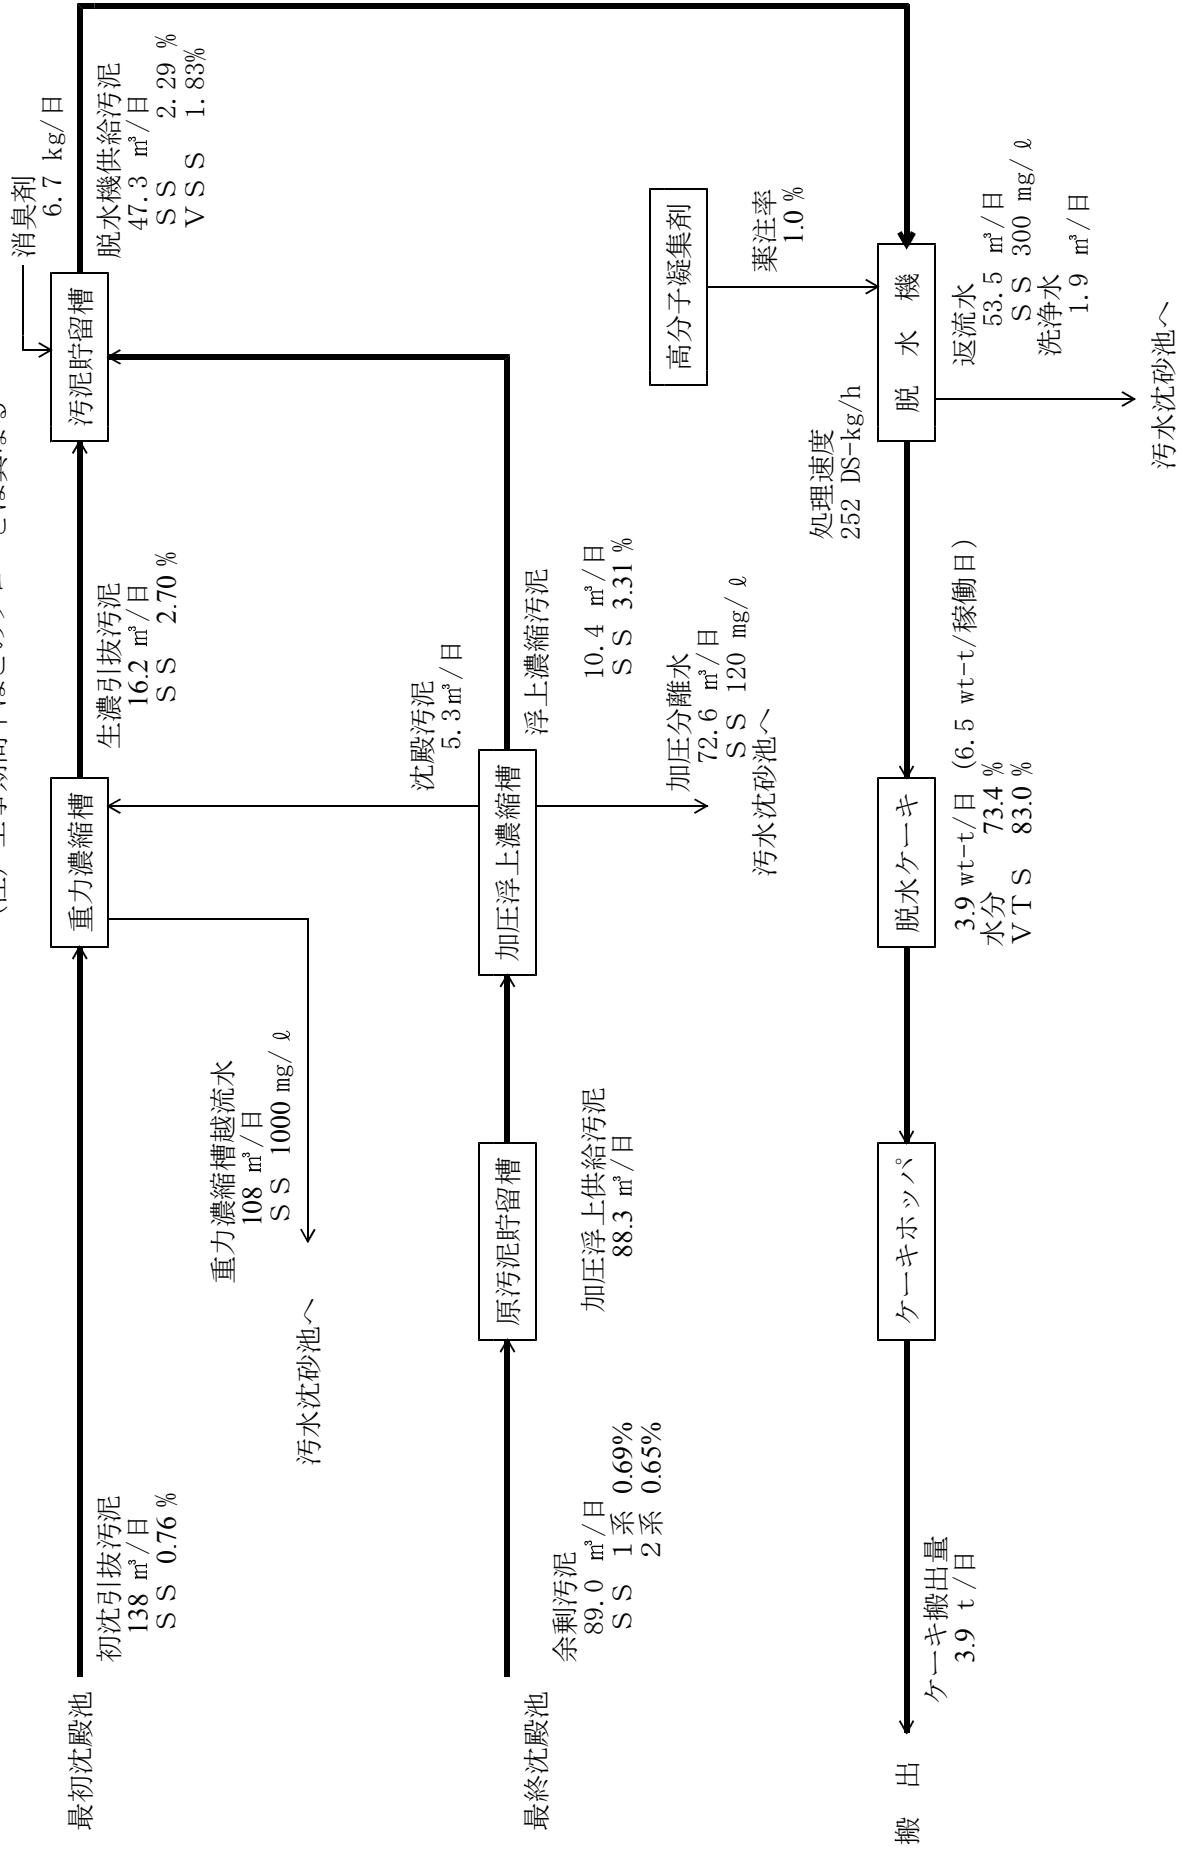 最初沈殿池
初沈引抜汚泥
138 ㎥/日
ＳＳ 0.76 %
重力濃縮槽
重力濃縮槽越流水
108 ㎥/日
ＳＳ 1000 mg/ℓ
汚水沈砂池へ
生濃引抜汚泥
16.2 ㎥/日
ＳＳ 2.70 %
汚泥貯留槽
消臭剤
6.7 kg/日
脱水機供給汚泥
47.3 ㎥/日
ＳＳ 2.29 %
ＶＳＳ 1.83%
最終沈殿池
余剰汚泥
89.0 ㎥/日
ＳＳ 1系 0.69%
2系 0.65%
原汚泥貯留槽
加圧浮上供給汚泥
88.3 ㎥/日
加圧浮上濃縮槽
沈殿汚泥
5.3㎥/日
浮上濃縮汚泥
10.4 ㎥/日
ＳＳ 3.31 %
加圧分離水
72.6 ㎥/日
ＳＳ 120 mg/ℓ
汚水沈砂池へ
高分子凝集剤
薬注率
1.0 %
処理速度
252 DS-kg/h
脱 水 機
返流水
53.5 ㎥/日
ＳＳ 300 mg/ℓ
洗浄水
1.9 ㎥/日
汚水沈砂池へ
脱水ケーキ
3.9 wt-t/日 (6.5 wt-t/稼働日)
水分 73.4 %
ＶＴＳ 83.0 %
ケーキホッパ
ケーキ搬出量
3.9 t/日
搬 出